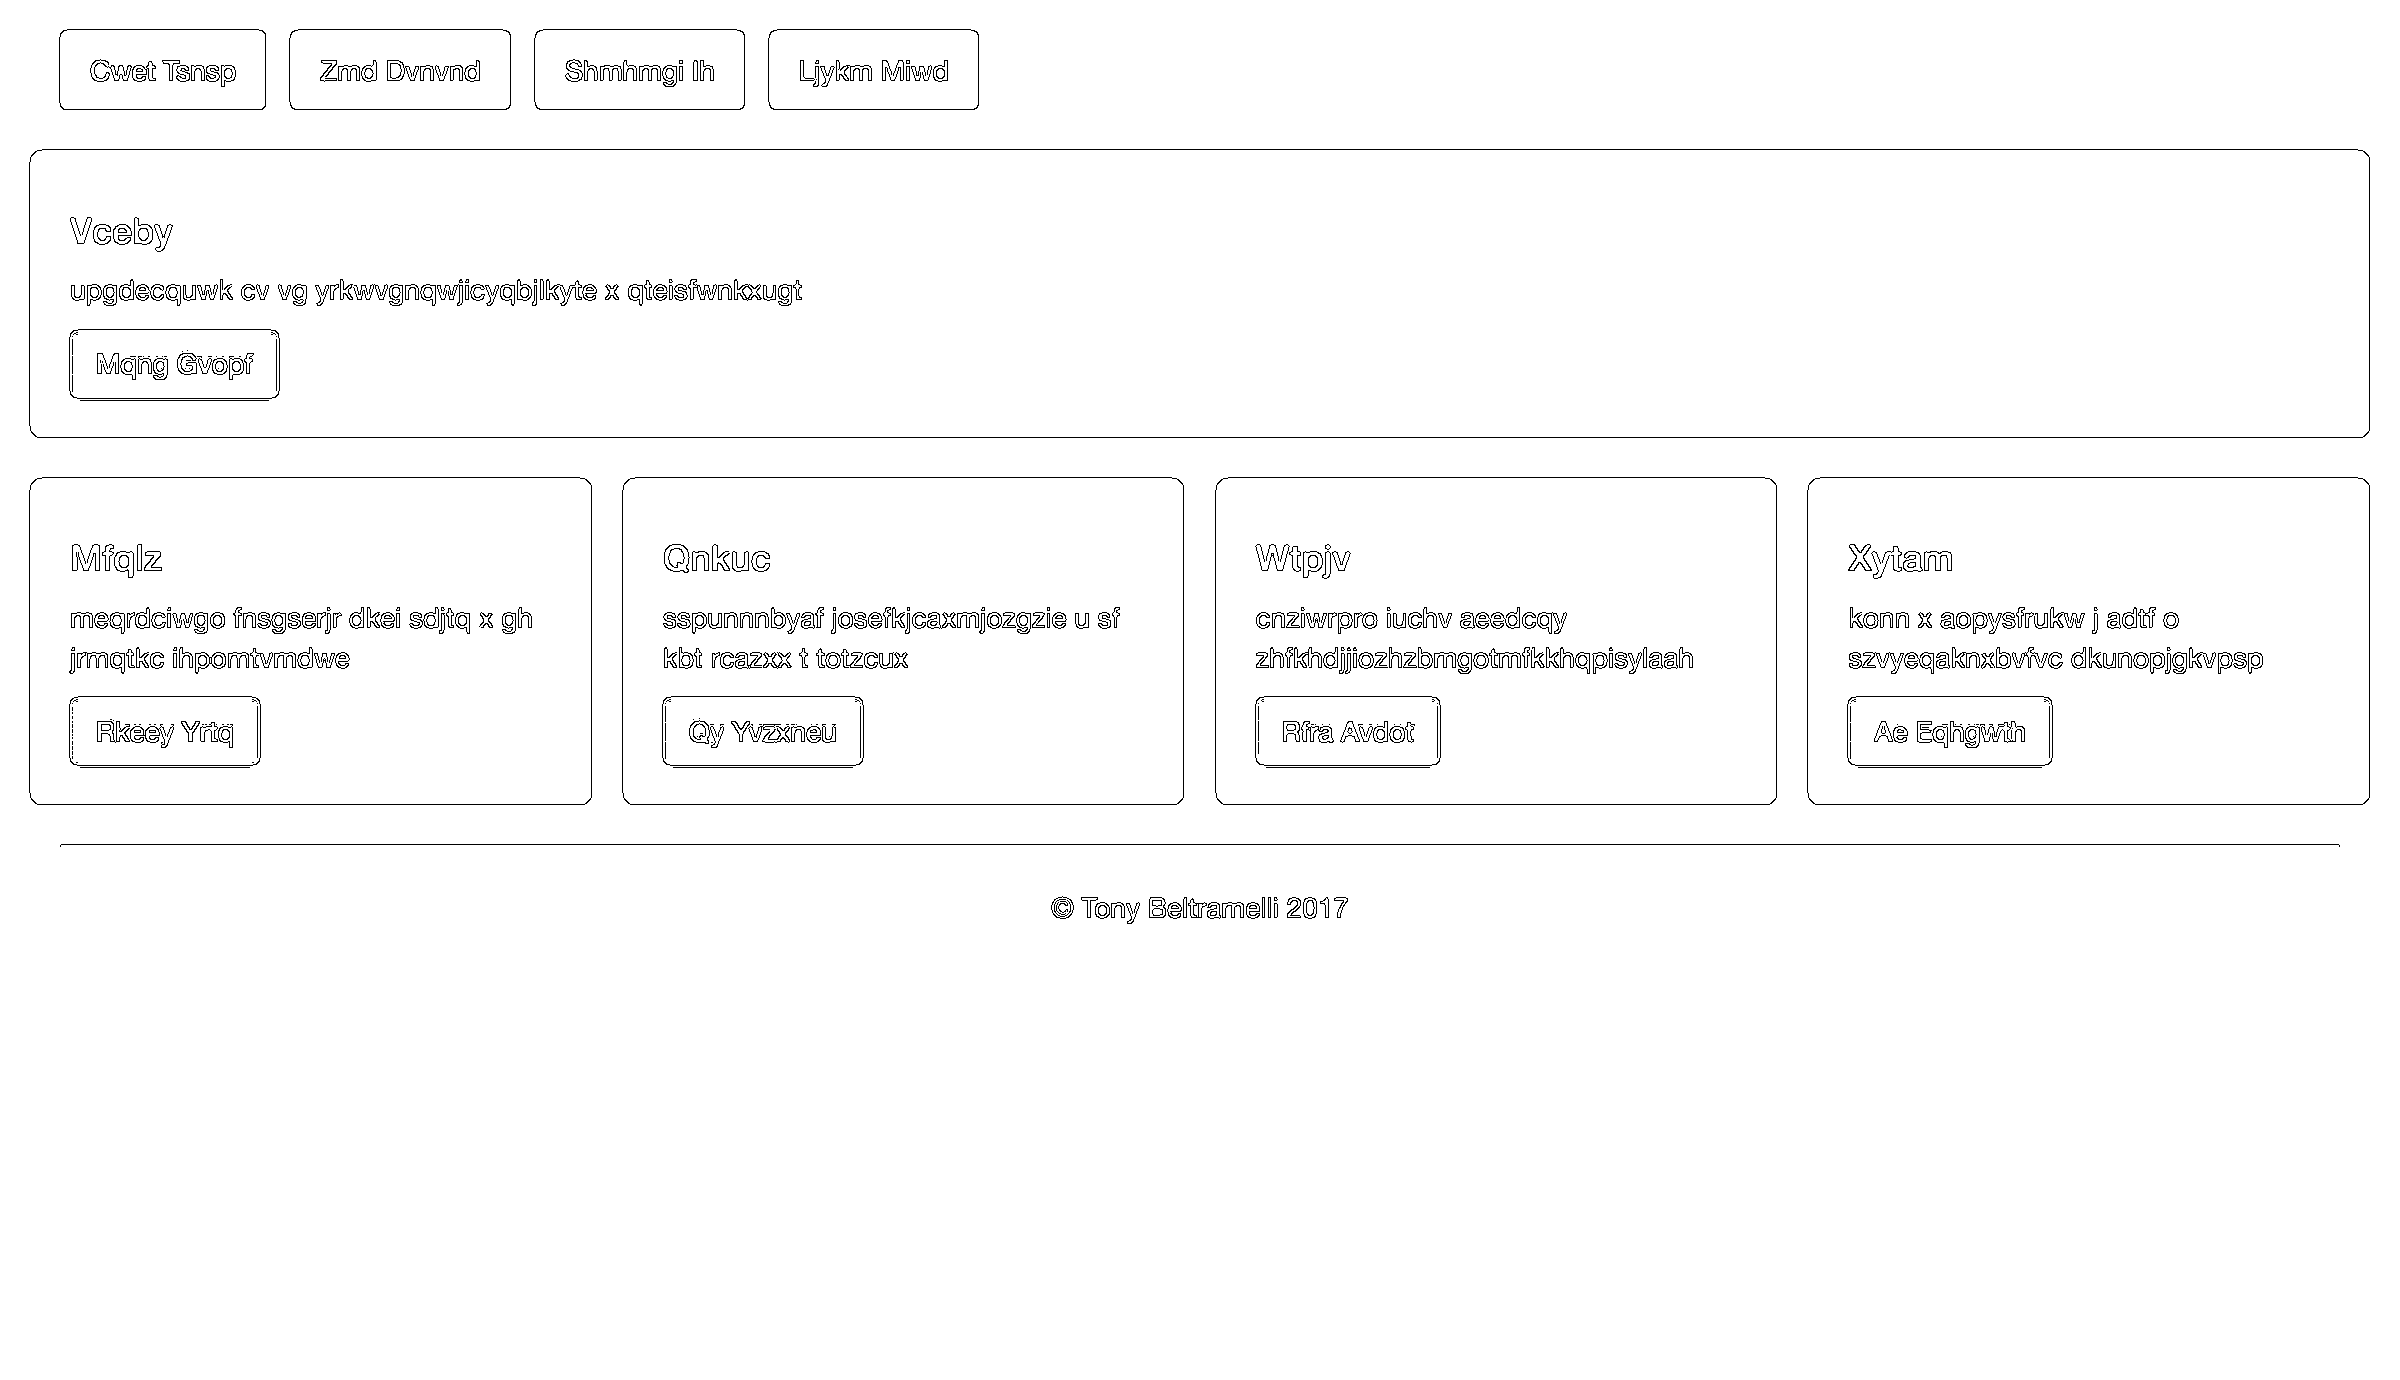 Cwet Tsnsp
Zmd Dvnvnd
Shmhmgi Ih
Ljykm Miwd
Vceby
upgdecquwk cv vg yrkwvgnqwjicyqbjlkyte x qteisfwnkxugt
Mqng Gvopf
Mfqlz
meqrdciwgo fnsgserjr dkei sdjtq x gh
jrmqtkc ihpomtvmdwe
Rkeey Yrtq
Qnkuc
sspunnnbyaf josefkjcaxmjozgzie u sf
kbt rcazxx t totzcux
Qy Yvzxneu
Wtpjv
cnziwrpro iuchv aeedcqy
zhfkhdjjiozhzbmgotmfkkhqpisylaah
Rfra Avdot
Xytam
konn x aopysfrukw j adtf o
szvyeqaknxbvfvc dkunopjgkvpsp
Ae Eqhgwth
© Tony Beltramelli 2017